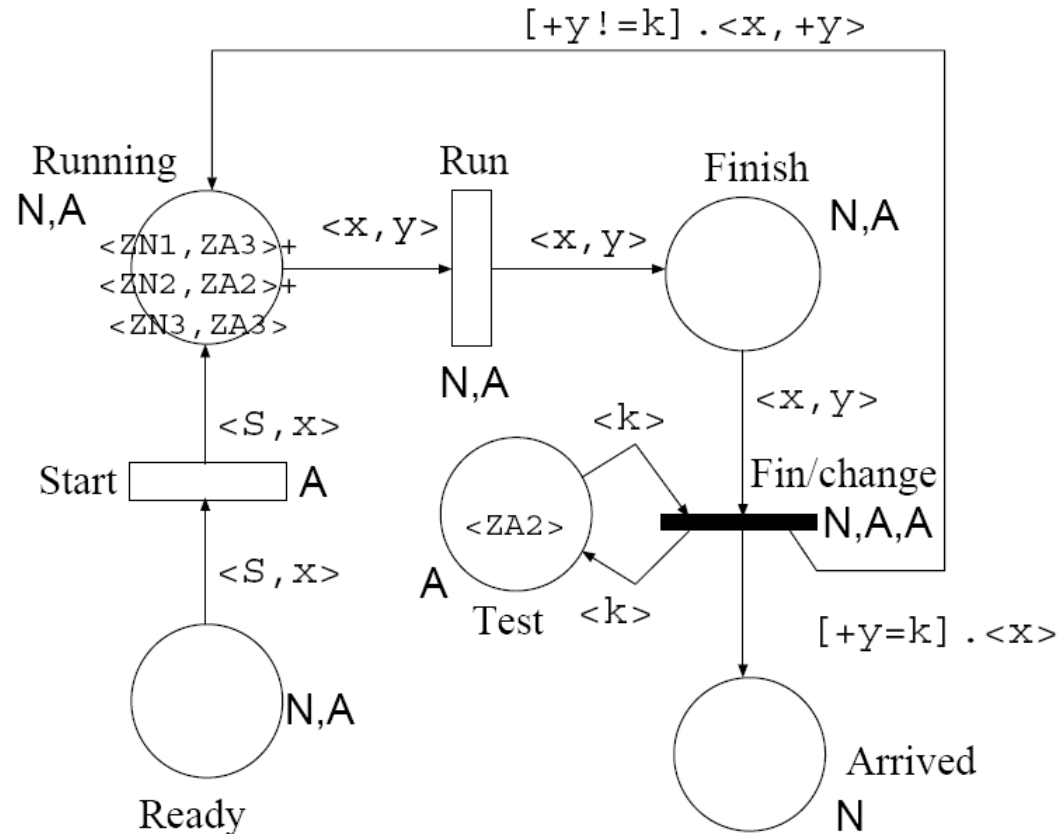 [+y!=k].<x,+y>
Running
N,A
<ZN1,ZA3>+
<ZN2,ZA2>+
<ZN3,ZA3>
<x,y>
Run
N,A
<x,y>
Finish
N,A
<x,y>
<S,x>
Start
A
<S,x>
N,A
Ready
<k>
<ZA2>
A
Test
<k>
Fin/change
N,A,A
[+y=k].<x>
Arrived
N